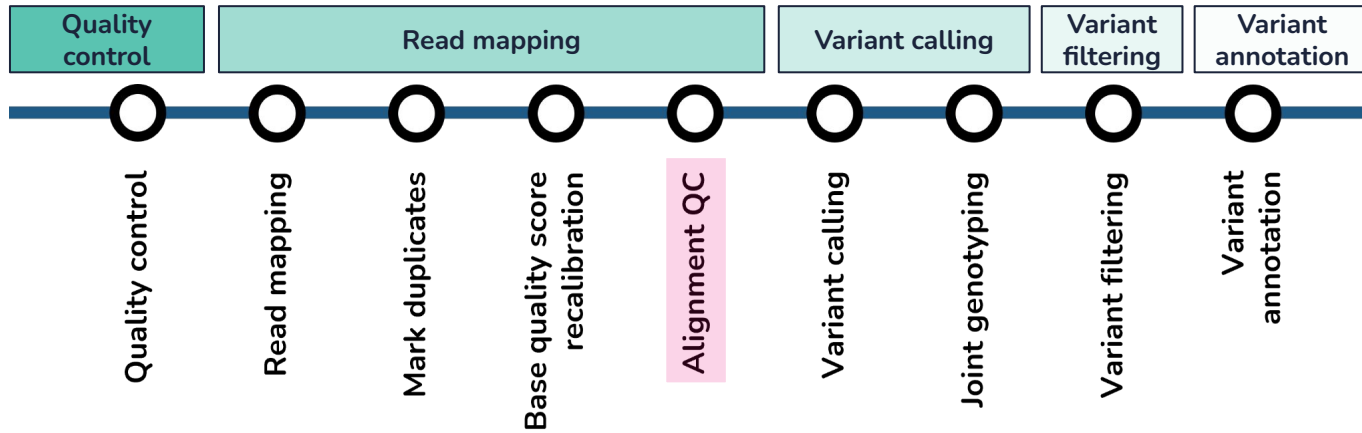 Quality
control
Read mapping
Variant calling
Variant
filtering
Variant
annotation
Quality control
Read mapping
Mark duplicates
Base quality score
recalibration
Alignment QC
Variant calling
Joint genotyping
Variant filtering
Variant
annotation